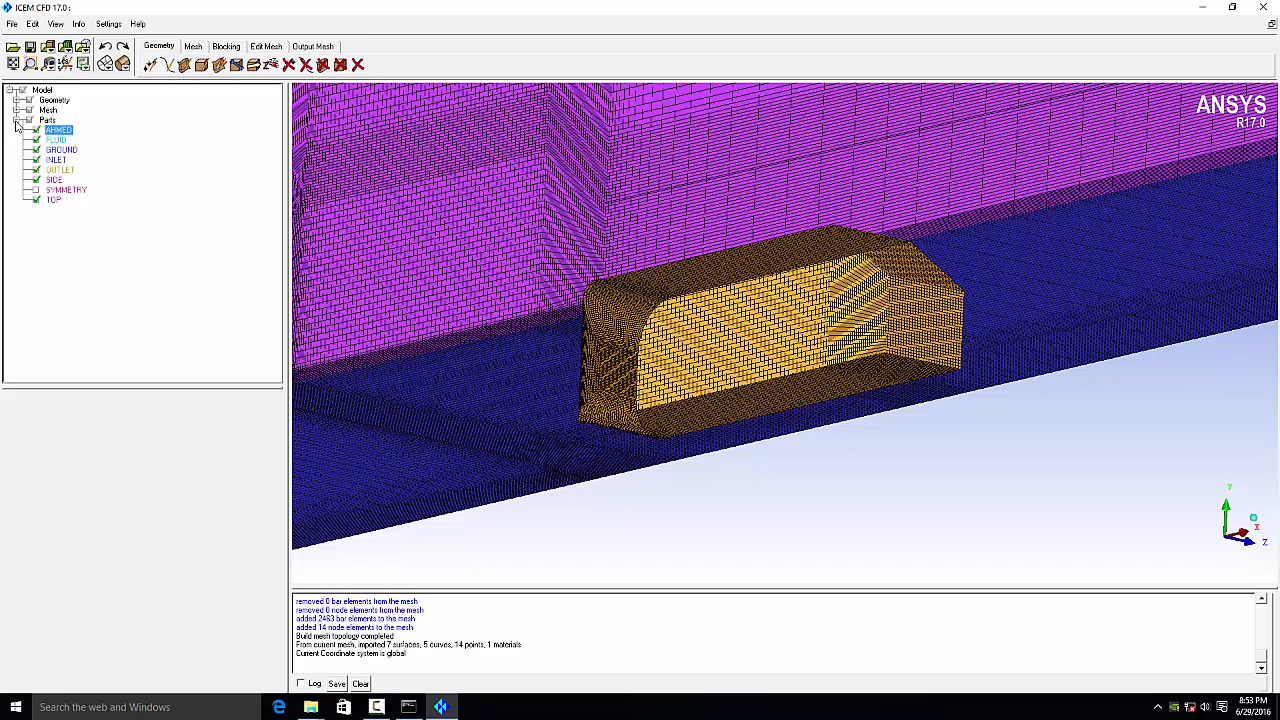 ICEM CFD 17.0 :
File Edit View Info Settings Help
Geometry Mesh Blocking Edit Mesh Output Mesh
Model
Geometry
Mesh
Parts
AHMED
FLUID
GROUND
INLET
OUTLET
SIDE
SYMMETRY
TOP
ANSYS
R17.0
Y
X
Z
removed 0 bar elements from the mesh
removed 0 node elements from the mesh
added 2463 bar elements to the mesh
added 14 node elements to the mesh
Build mesh topology completed
From current mesh, imported 7 surfaces, 5 curves, 14 points, 1 materials
Current Coordinate system is global
Log Save Clear
Search the web and Windows
8:53 PM
6/29/2016